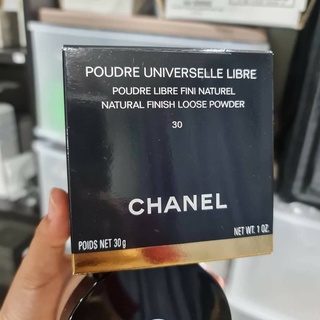 POUDRE UNIVERSELLE LIBRE
POUDRE LIBRE FINI NATUREL
NATURAL FINISH LOOSE POWDER
30
CHANEL
POIDS NET 30 g NET WT. 1 OZ.